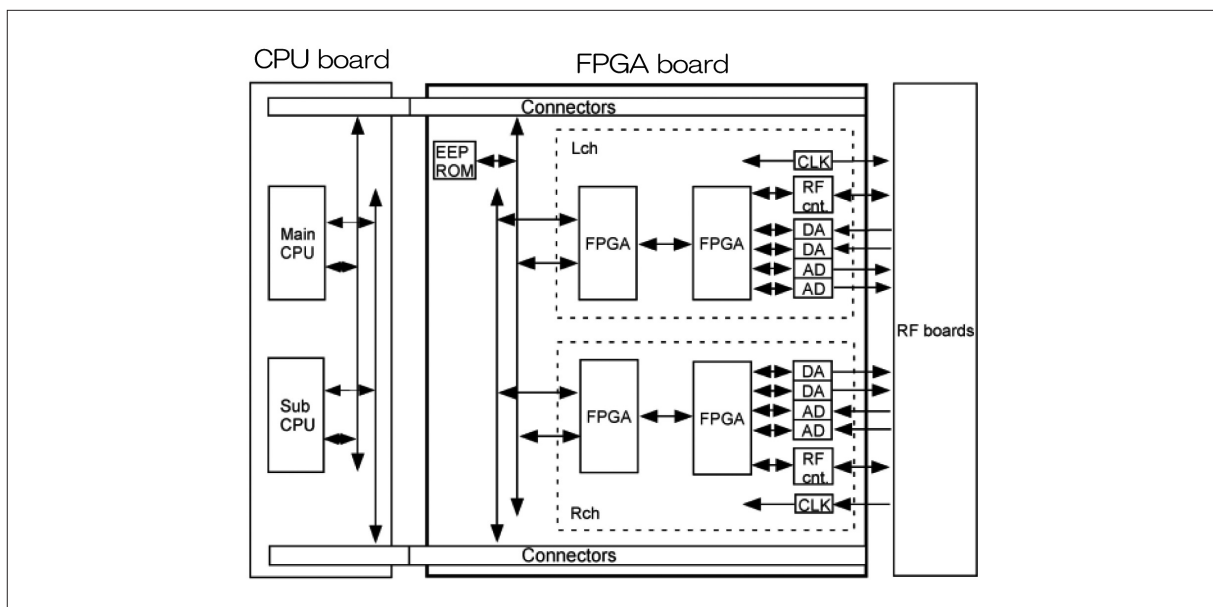 CPU board
FPGA board
Connectors
EEP
ROM
Lch
CLK
RF
cnt.
Main
CPU
FPGA
FPGA
DA
DA
AD
AD
RF boards
Sub
CPU
FPGA
FPGA
DA
DA
AD
AD
RF
cnt.
CLK
Rch
Connectors